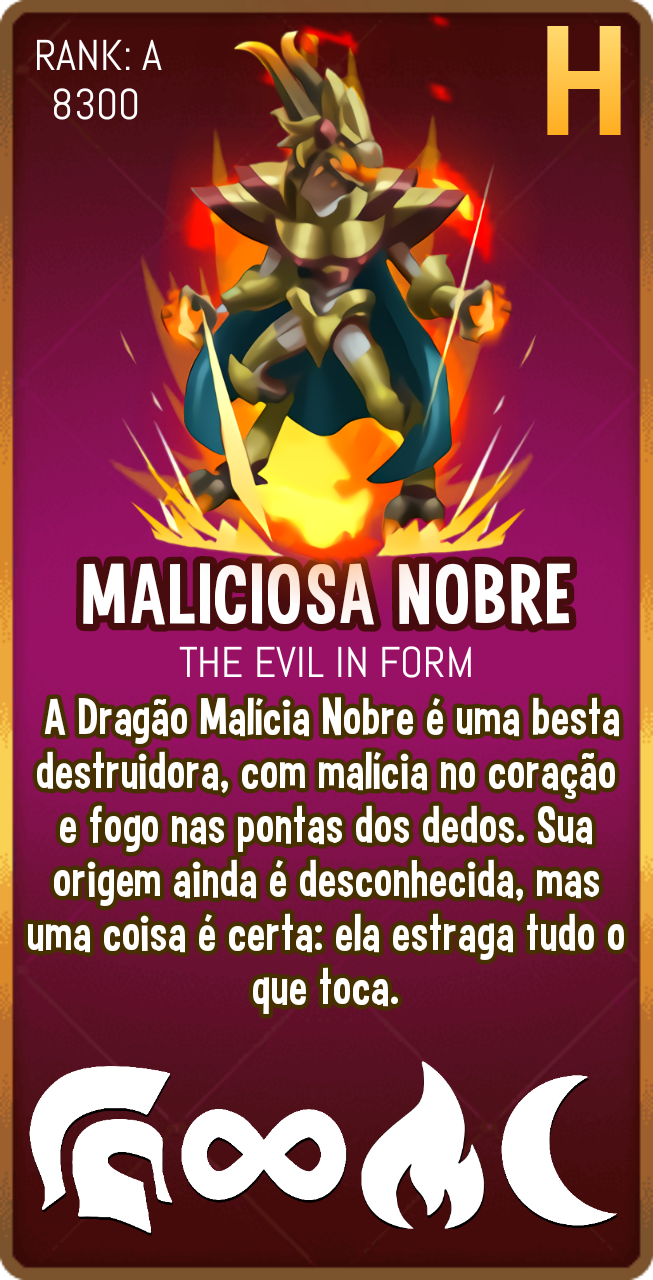 RANK: A
8300
H
MALICIOSA NOBRE
THE EVIL IN FORM
A Dragão Malícia Nobre é uma besta
destruidora, com malícia no coração
e fogo nas pontas dos dedos. Sua
origem ainda é desconhecida, mas
uma coisa é certa: ela estraga tudo o
que toca.